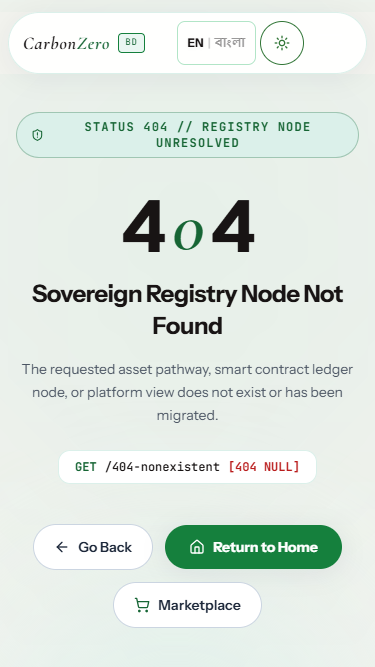 CarbonZero BD EN | বাংলা
STATUS 404 // REGISTRY NODE
UNRESOLVED
404
Sovereign Registry Node Not
Found
The requested asset pathway, smart contract ledger
node, or platform view does not exist or has been
migrated.
GET /404-nonexistent [404 NULL]
Go Back Return to Home
Marketplace